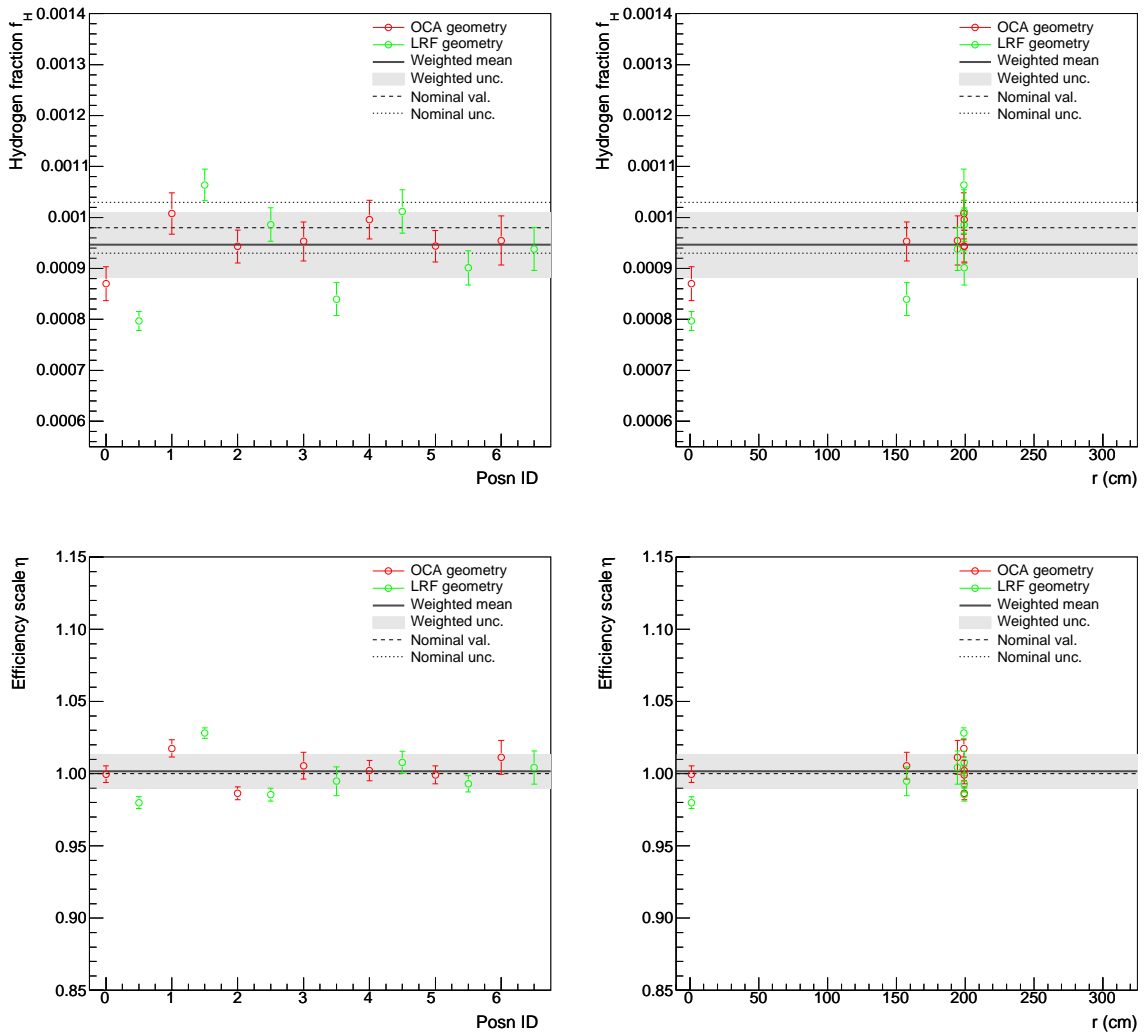 Hydrogen fraction f_H
0.0014
0.0013
0.0012
0.0011
0.001
0.0009
0.0008
0.0007
0.0006
OCA geometry
LRF geometry
Weighted mean
Weighted unc.
Nominal val.
Nominal unc.
0 1 2 3 4 5 6
Posn ID
Hydrogen fraction f_H
0.0014
0.0013
0.0012
0.0011
0.001
0.0009
0.0008
0.0007
0.0006
OCA geometry
LRF geometry
Weighted mean
Weighted unc.
Nominal val.
Nominal unc.
0 50 100 150 200 250 300
r (cm)
Efficiency scale η
1.15
1.10
1.05
1.00
0.95
0.90
0.85
OCA geometry
LRF geometry
Weighted mean
Weighted unc.
Nominal val.
Nominal unc.
0 1 2 3 4 5 6
Posn ID
Efficiency scale η
1.15
1.10
1.05
1.00
0.95
0.90
0.85
OCA geometry
LRF geometry
Weighted mean
Weighted unc.
Nominal val.
Nominal unc.
0 50 100 150 200 250 300
r (cm)